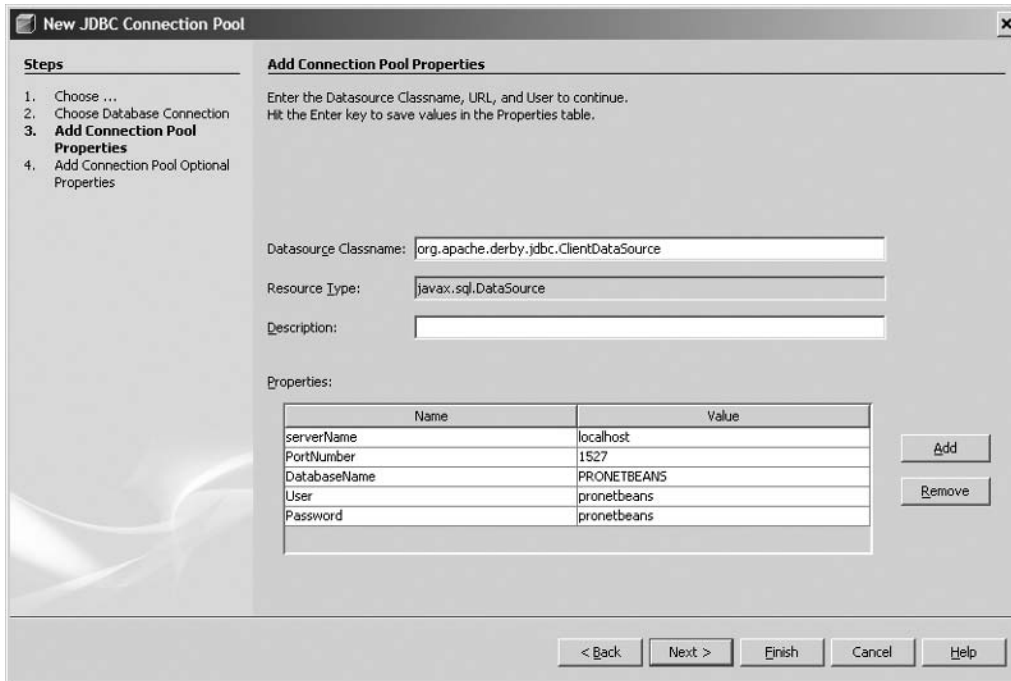 New JDBC Connection Pool
Steps
1. Choose ...
2. Choose Database Connection
3. Add Connection Pool
Properties
4. Add Connection Pool Optional
Properties
Add Connection Pool Properties
Enter the Datasource Classname, URL, and User to continue.
Hit the Enter key to save values in the Properties table.
Datasource Classname: org.apache.derby.jdbc.ClientDataSource
Resource Type: javax.sql.DataSource
Description:
Properties:
Name Value
serverName localhost
PortNumber 1527
DatabaseName PRONETBEANS
User pronetbeans
Password pronetbeans
Add
Remove
< Back Next > Finish Cancel Help